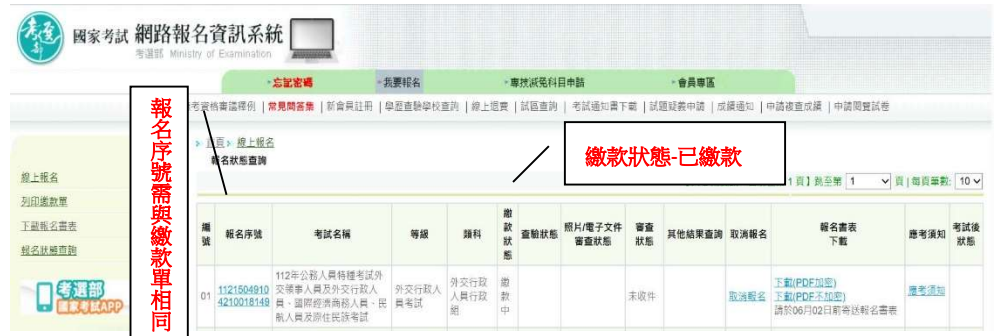 考選部
國家考試 網路報名資訊系統
考選部 Ministry of Examination
忘記密碼
我要報名
專技減免科目申請
會員專區
考資格審議釋例 | 常見問答集 | 新會員註冊 | 學歷查驗學校查詢 | 線上退費 | 試區查詢 | 考試通知書下載 | 試題疑義申請 | 成績通知 | 申請複查成績 | 申請閱覽試卷
報名序號需與繳款單相同
頁 > 線上報名
報名狀態查詢
繳款狀態-已繳款
1 頁】跳至第 1 頁 | 每頁筆數: 10
線上報名
列印繳款單
下載報名書表
報名狀態查詢
考選部
國家考試APP
編號 報名序號 考試名稱 等級 類科 繳款狀態 查驗狀態 照片/電子文件審查狀態 審查狀態 其他結果查詢 取消報名 報名書表下載 應考須知 考試後狀態
01
1121504910
4210018149
112年公務人員特種考試外
交領事人員及外交行政人
員、國際經濟商務人員、民
航人員及原住民族考試
外交行政人
員考試
外交行政
人員行政
組
繳
款
中
未收件
取消報名
下載(PDF加密)
下載(PDF不加密)
請於06月02日前寄送報名書表
應考須知